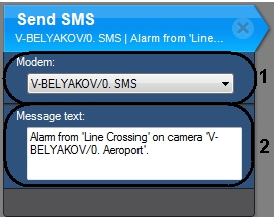 Send SMS
V-BELYAKOV/0. SMS | Alarm from 'Line...
Modem:
V-BELYAKOV/0. SMS
1
Message text:
Alarm from 'Line Crossing' on camera 'V-
BELYAKOV/0. Aeroport'.
2